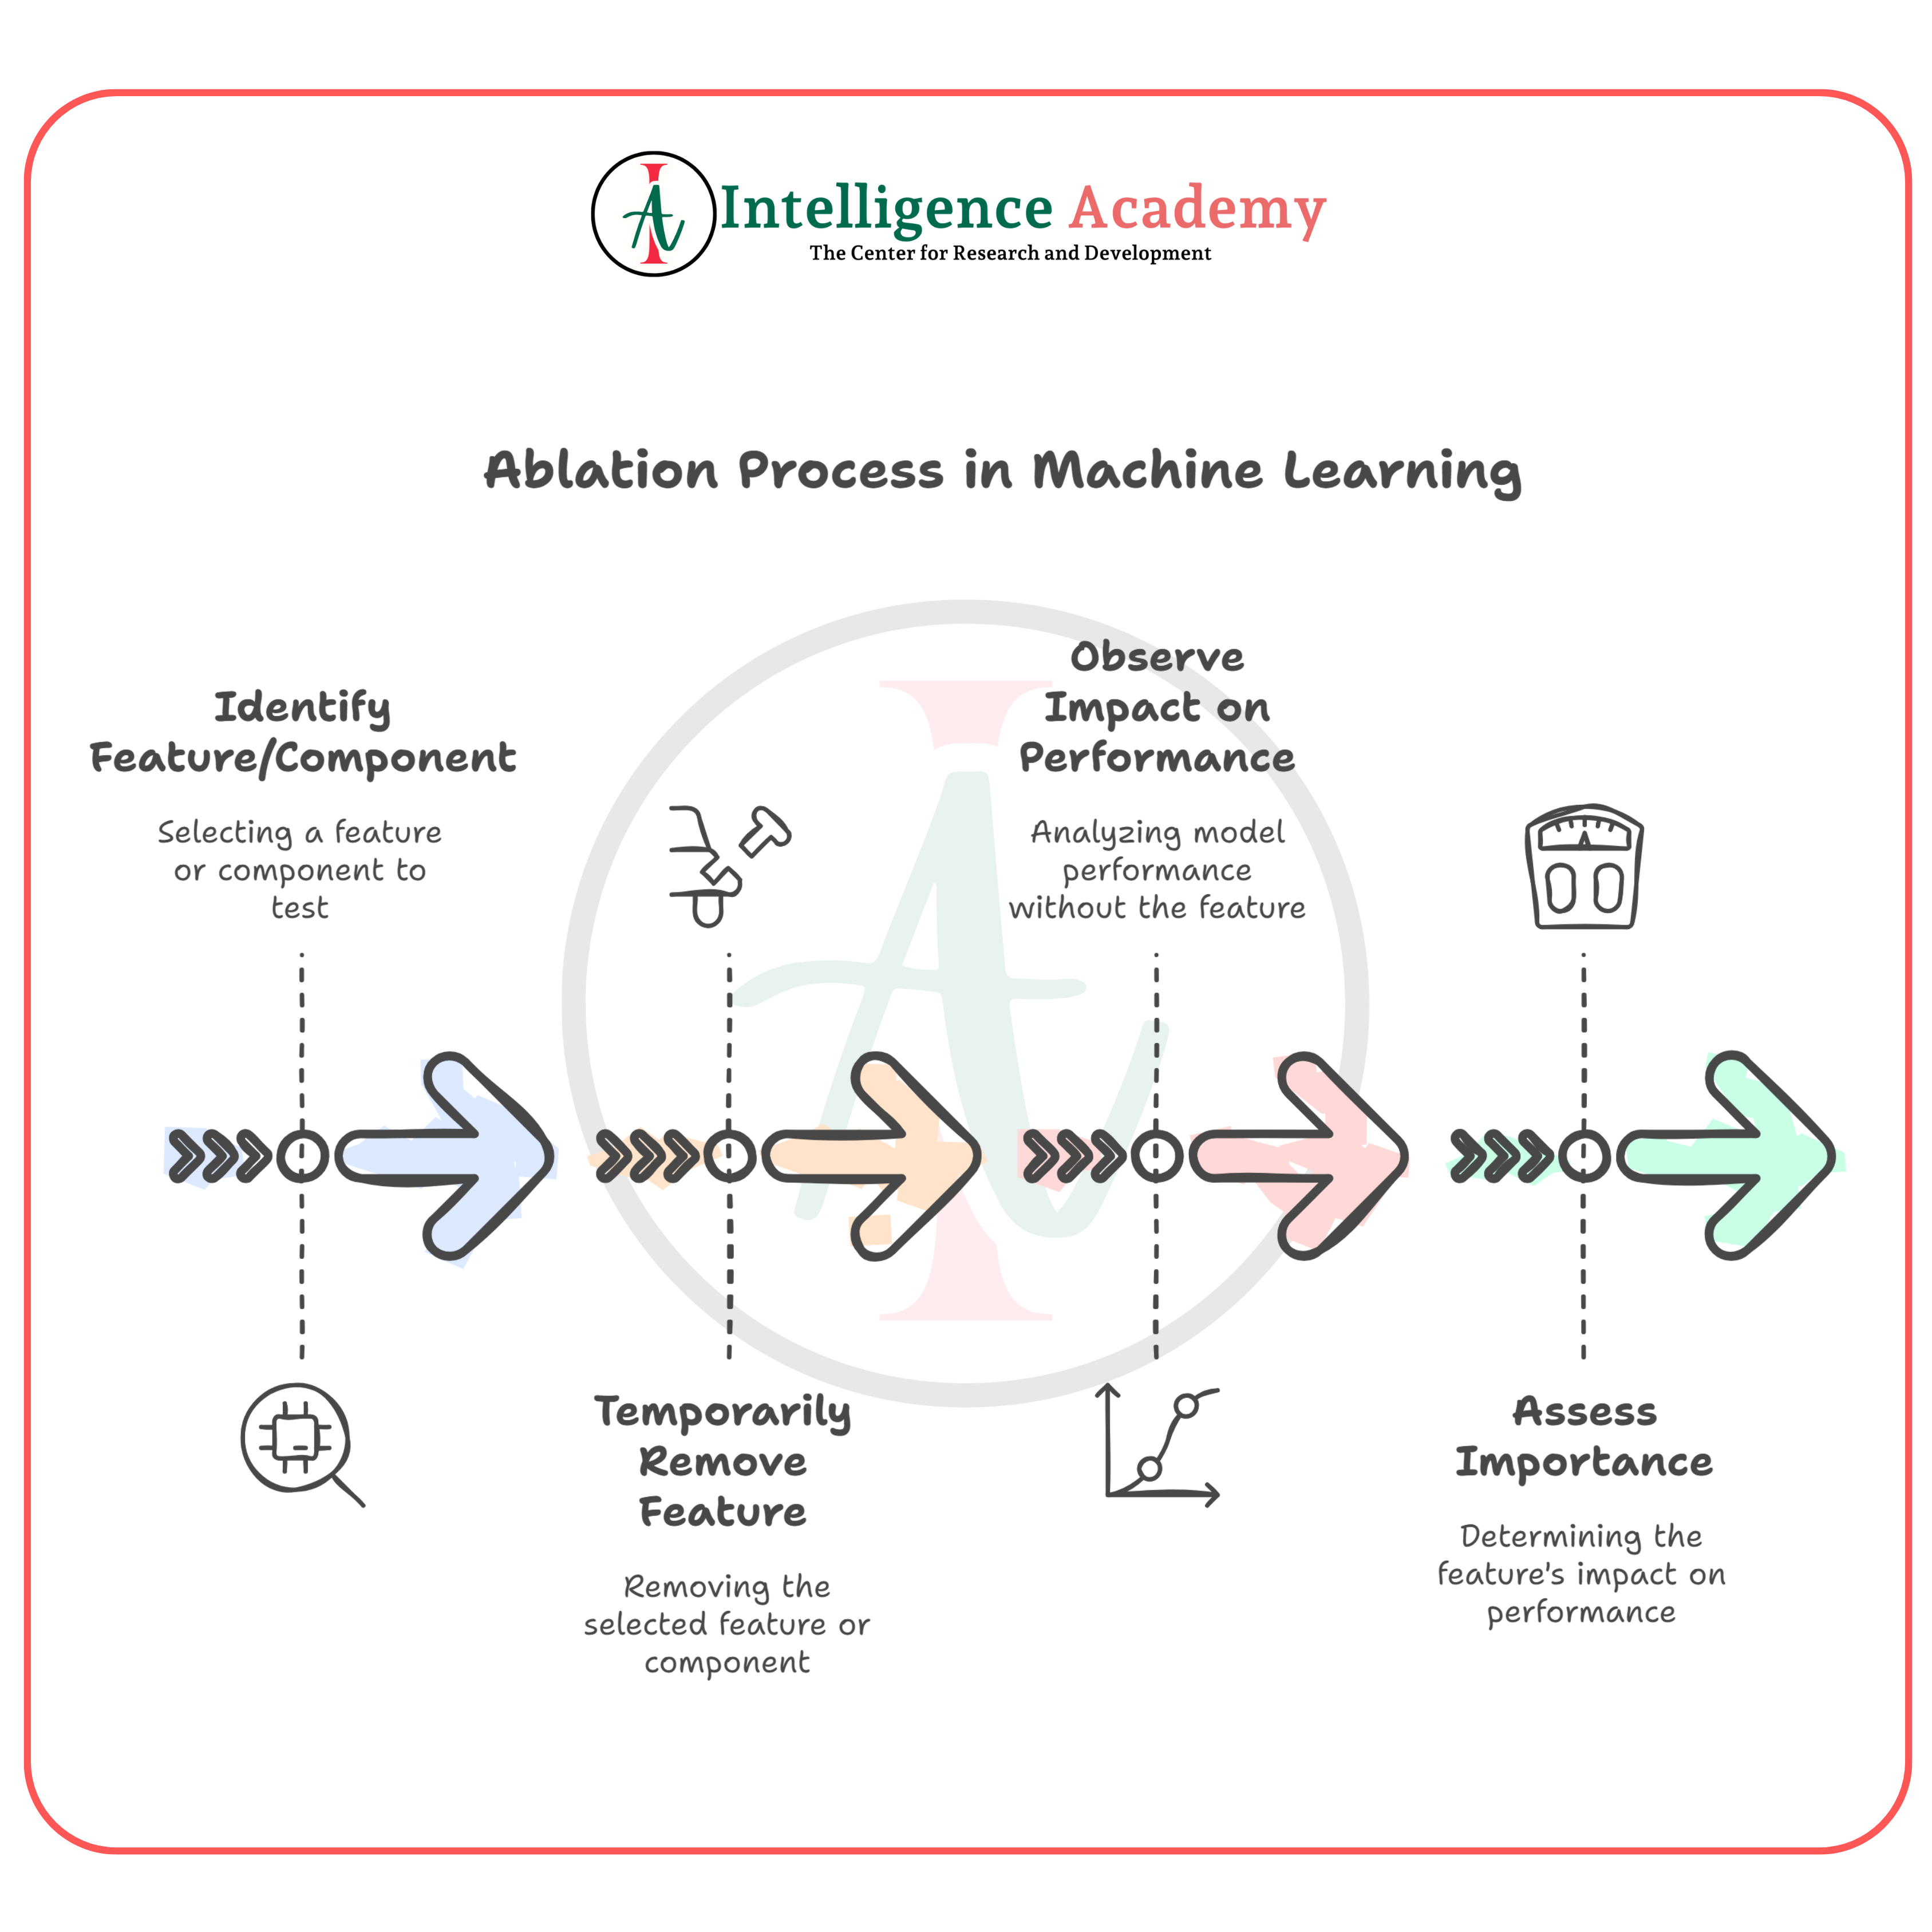 Intelligence Academy
The Center for Research and Development
Ablation Process in Machine Learning
Identify
Feature/Component
Selecting a feature
or component to
test
Temporarily
Remove
Feature
Removing the
selected feature or
component
Observe
Impact on
Performance
Analyzing model
performance
without the feature
Assess
Importance
Determining the
feature's impact on
performance